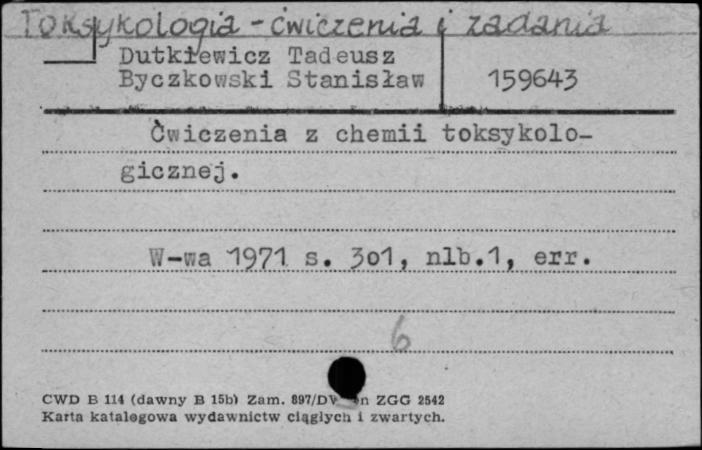 Toksykologia - ćwiczenia i zadania
Dutkiewicz Tadeusz
Byczkowski Stanisław
159643
Ćwiczenia z chemii toksykolo-
gicznej.
W-wa 1971 s. 301, nlb.1, err.
6
CWD B 114 (dawny B 15b) Zam. 897/DW ZGG 2542
Karta katalogowa wydawnictw ciągłych i zwartych.